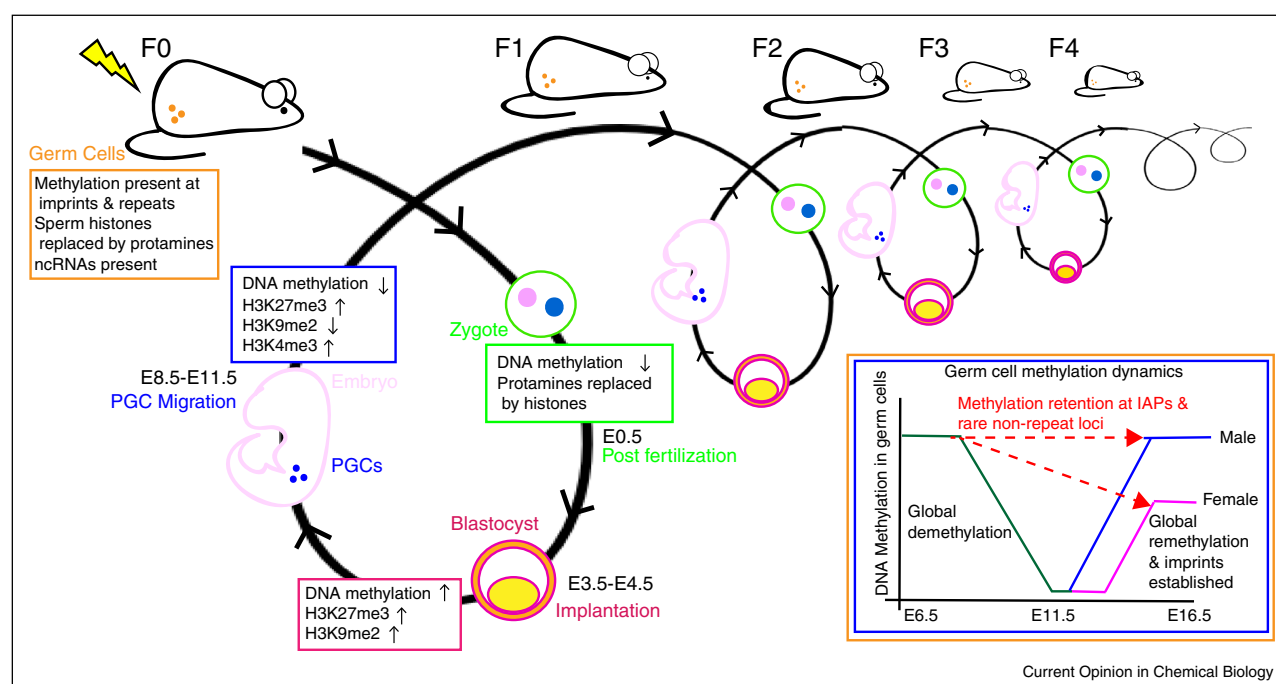 F0
F1
F2
F3
F4
Germ Cells
Methylation present at
imprints & repeats
Sperm histones
replaced by protamines
ncRNAs present
DNA methylation ↓
H3K27me3 ↑
H3K9me2 ↓
H3K4me3 ↑
Zygote
DNA methylation ↓
Protamines replaced
by histones
E8.5-E11.5
PGC Migration
Embryo
PGCs
E0.5
Post fertilization
Blastocyst
E3.5-E4.5
Implantation
DNA methylation ↑
H3K27me3 ↑
H3K9me2 ↑
Germ cell methylation dynamics
DNA Methylation in germ cells
Methylation retention at IAPs &
rare non-repeat loci
Male
Female
Global
demethylation
Global
remethylation
& imprints
established
E6.5
E11.5
E16.5
Current Opinion in Chemical Biology